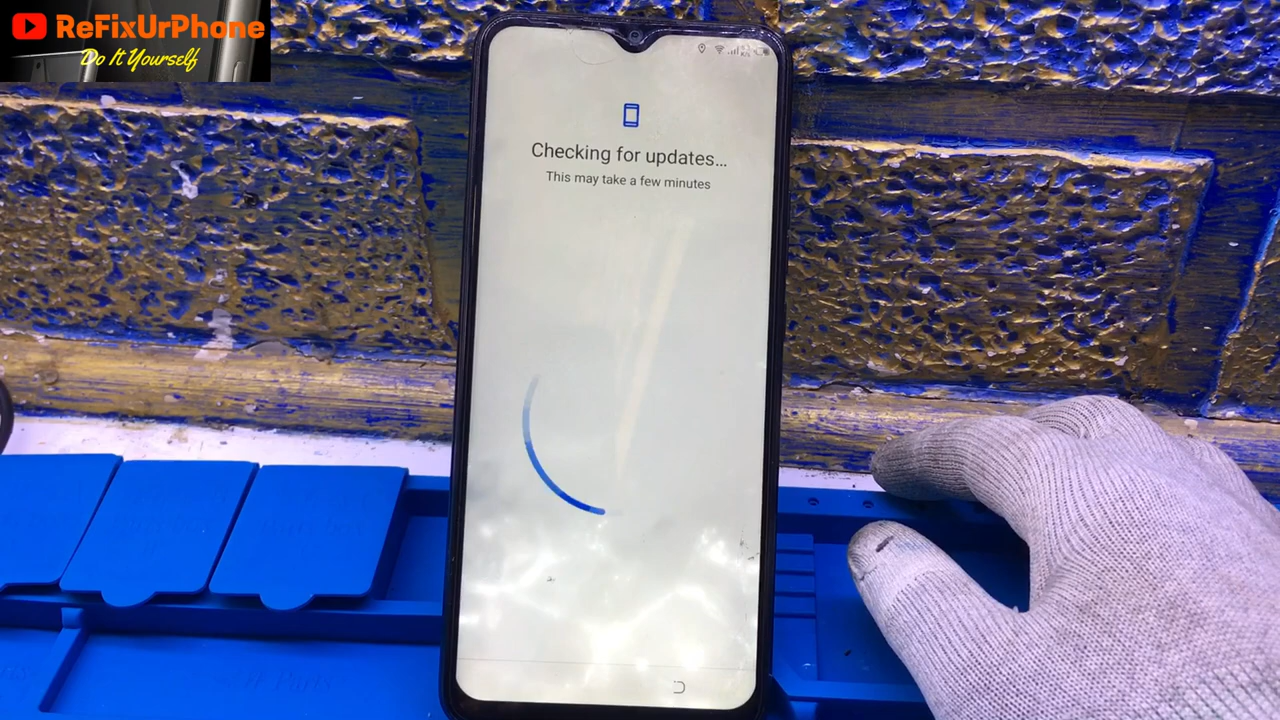 ReFixUrPhone
Do It Yourself
Checking for updates...
This may take a few minutes